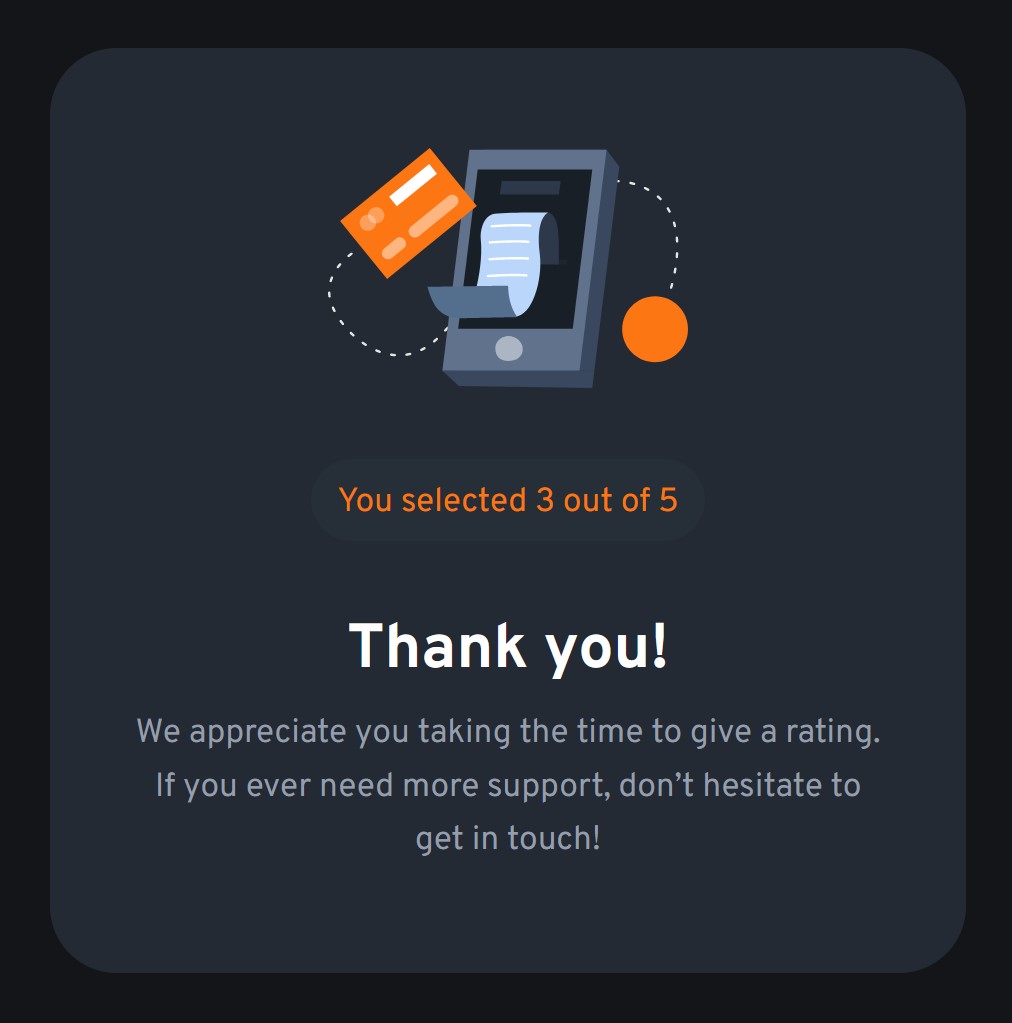 You selected 3 out of 5
Thank you!
We appreciate you taking the time to give a rating.
If you ever need more support, don’t hesitate to
get in touch!